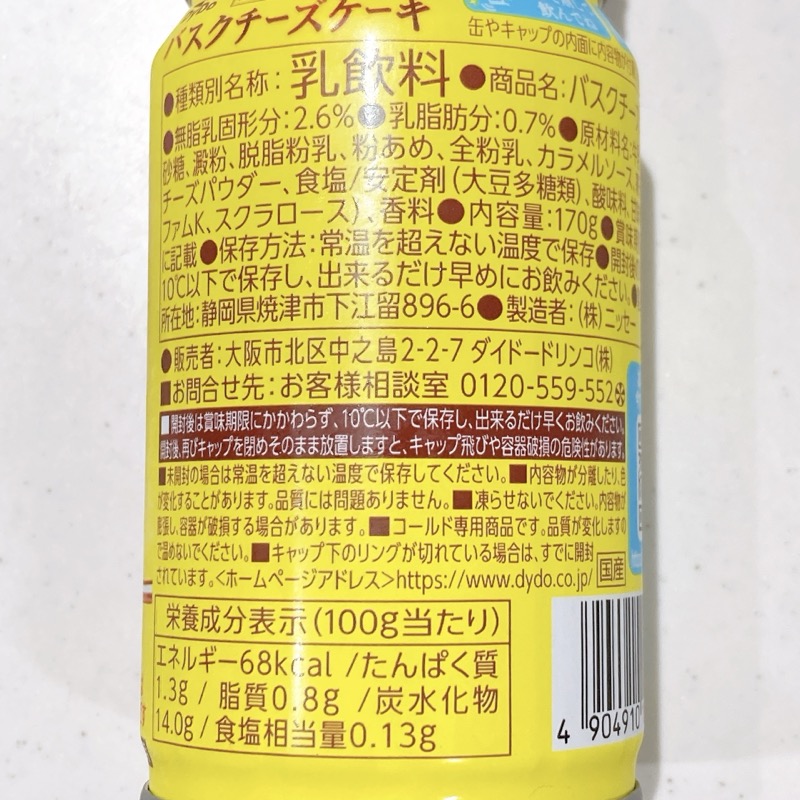 バスクチーズケーキ
缶やキャップの内面に内容物が
●種類別名称：乳飲料●商品名：バスクチー
●無脂乳固形分：2.6%●乳脂肪分：0.7%●原材料名：
砂糖、澱粉、脱脂粉乳、粉あめ、全粉乳、カラメルソース、
チーズパウダー、食塩/安定剤（大豆多糖類）、酸味料、
ファムK、スクラロース）、香料●内容量：170g●賞味
に記載●保存方法：常温を超えない温度で保存●開封後
10℃以下で保存し、出来るだけ早めにお飲みください。
所在地：静岡県焼津市下江留896-6●製造者：(株)ニッセー
●販売者：大阪市北区中之島2-2-7 ダイドードリンコ(株)
■お問合せ先：お客様相談室 0120-559-552
■開封後は賞味期限にかかわらず、10℃以下で保存し、出来るだけ早くお飲みください。
開封後、再びキャップを閉めそのまま放置しますと、キャップ飛びや容器破損の危険性があります。
■未開封の場合は常温を超えない温度で保存してください。■内容物が分離したり、色
が変化することがあります。品質には問題ありません。■凍らせないでください。内容物が
膨張し、容器が破損する場合があります。■コールド専用商品です。品質が変化しますの
で温めないでください。■キャップ下のリングが切れている場合は、すでに開封
されています。<ホームページアドレス>https://www.dydo.co.jp/ 国産
栄養成分表示(100g当たり)
エネルギー68kcal /たんぱく質
1.3g / 脂質0.8g /炭水化物
14.0g / 食塩相当量0.13g
4 904910